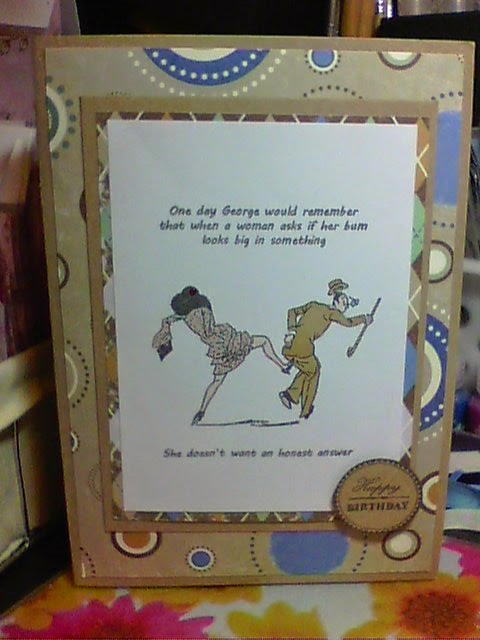 One day George would remember
that when a woman asks if her bum
looks big in something
She doesn't want an honest answer
Happy
BIRTHDAY